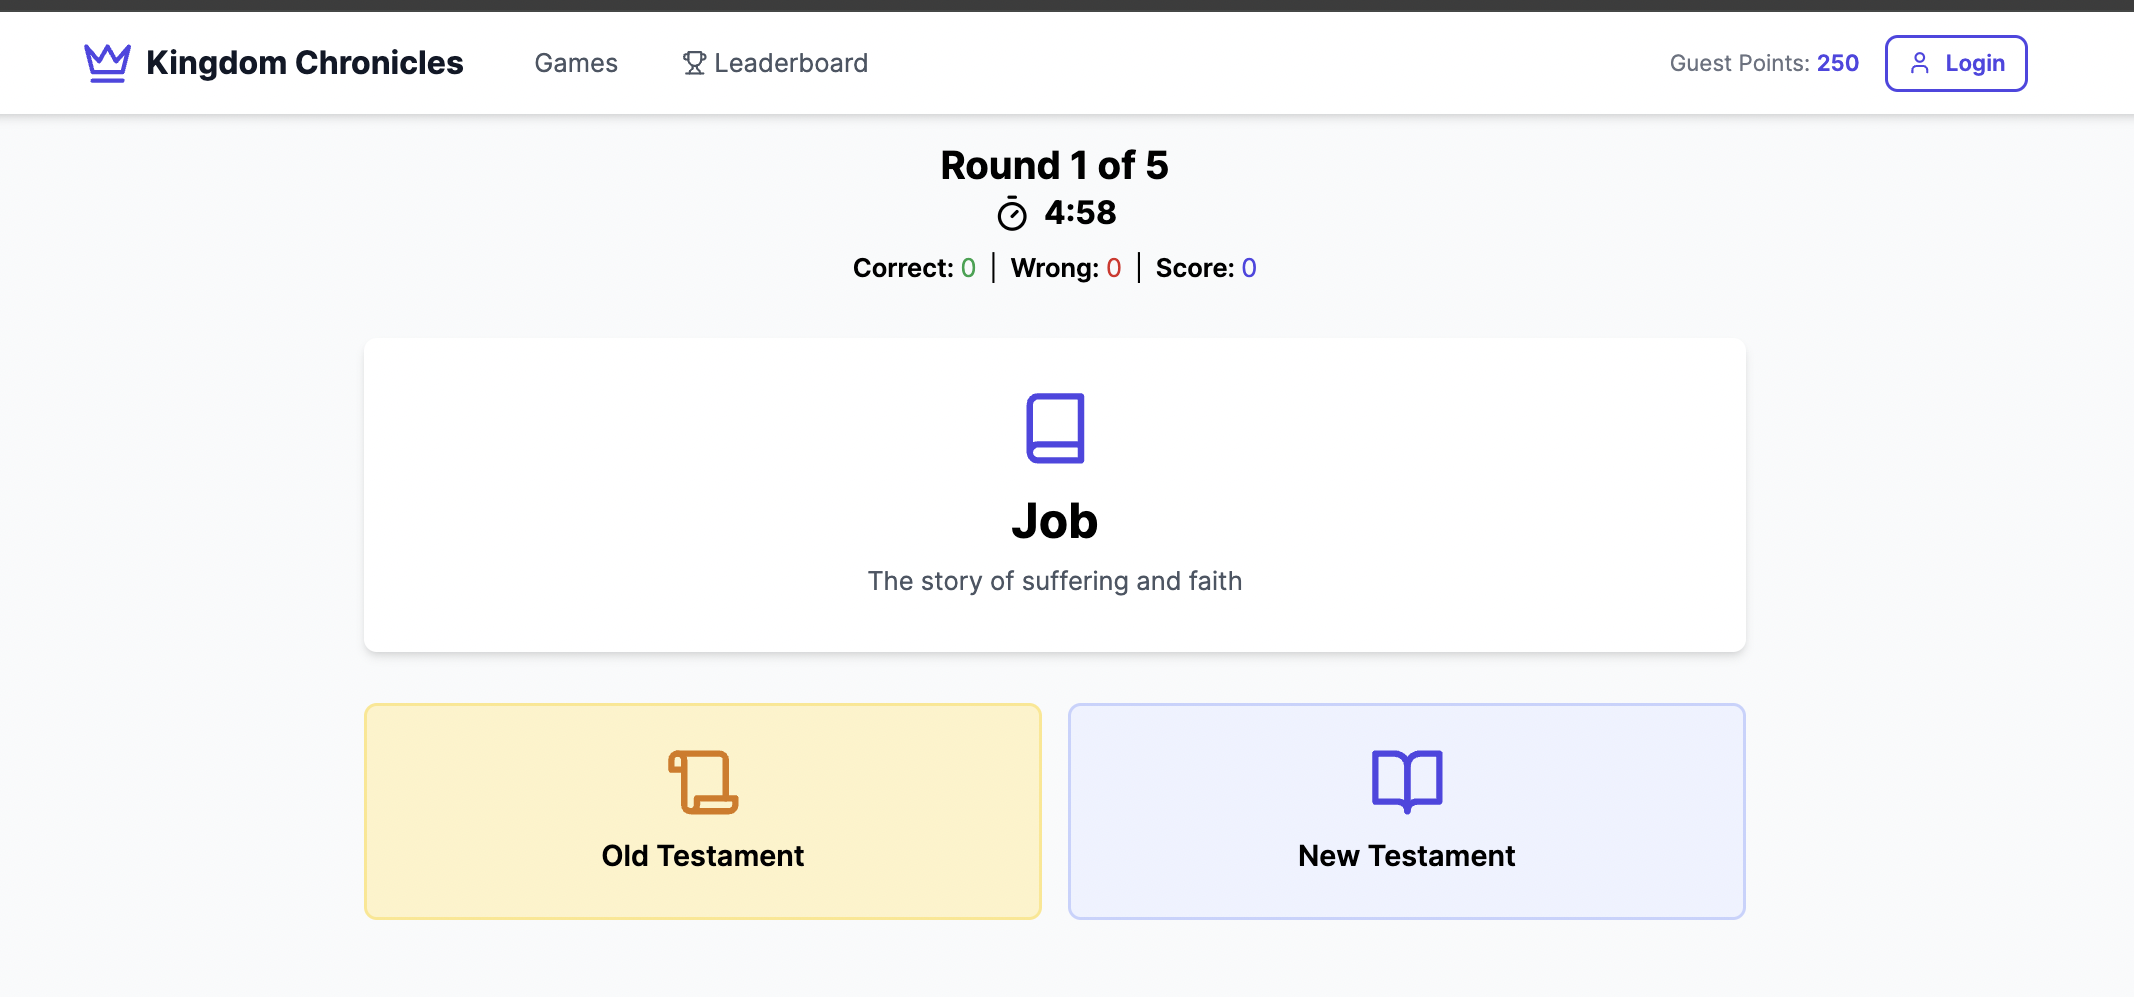 Kingdom Chronicles
Games
Leaderboard
Guest Points: 250
Login
Round 1 of 5
4:58
Correct: 0 | Wrong: 0 | Score: 0
Job
The story of suffering and faith
Old Testament
New Testament